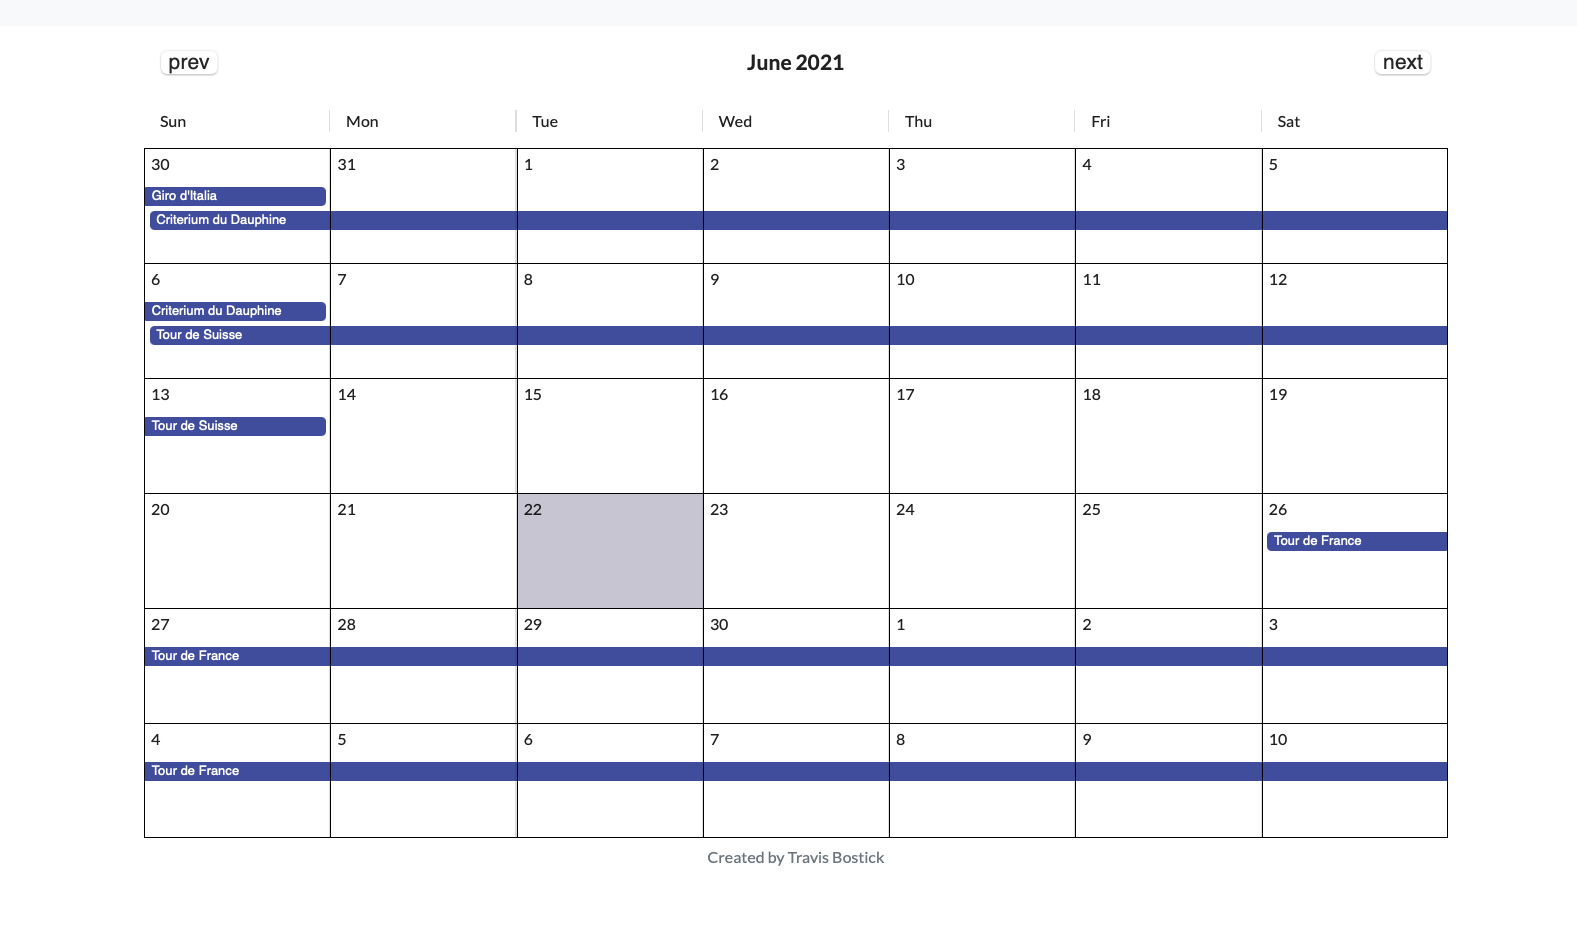 prev June 2021 next
Sun Mon Tue Wed Thu Fri Sat
30 31 1 2 3 4 5
Giro d'Italia
Criterium du Dauphine
6 7 8 9 10 11 12
Criterium du Dauphine
Tour de Suisse
13 14 15 16 17 18 19
Tour de Suisse
20 21 22 23 24 25 26
Tour de France
27 28 29 30 1 2 3
Tour de France
4 5 6 7 8 9 10
Tour de France
Created by Travis Bostick